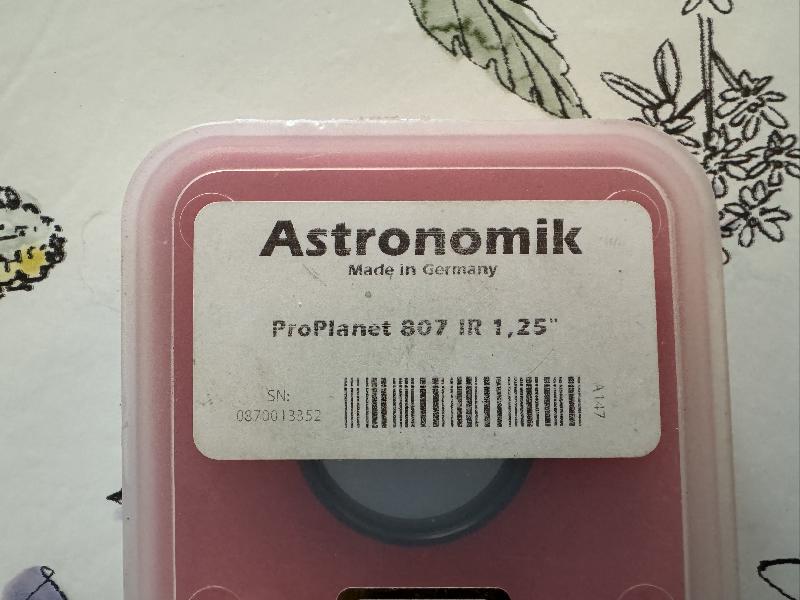 Astronomik
Made in Germany
ProPlanet 807 IR 1,25"
SN:
0870013352
A147